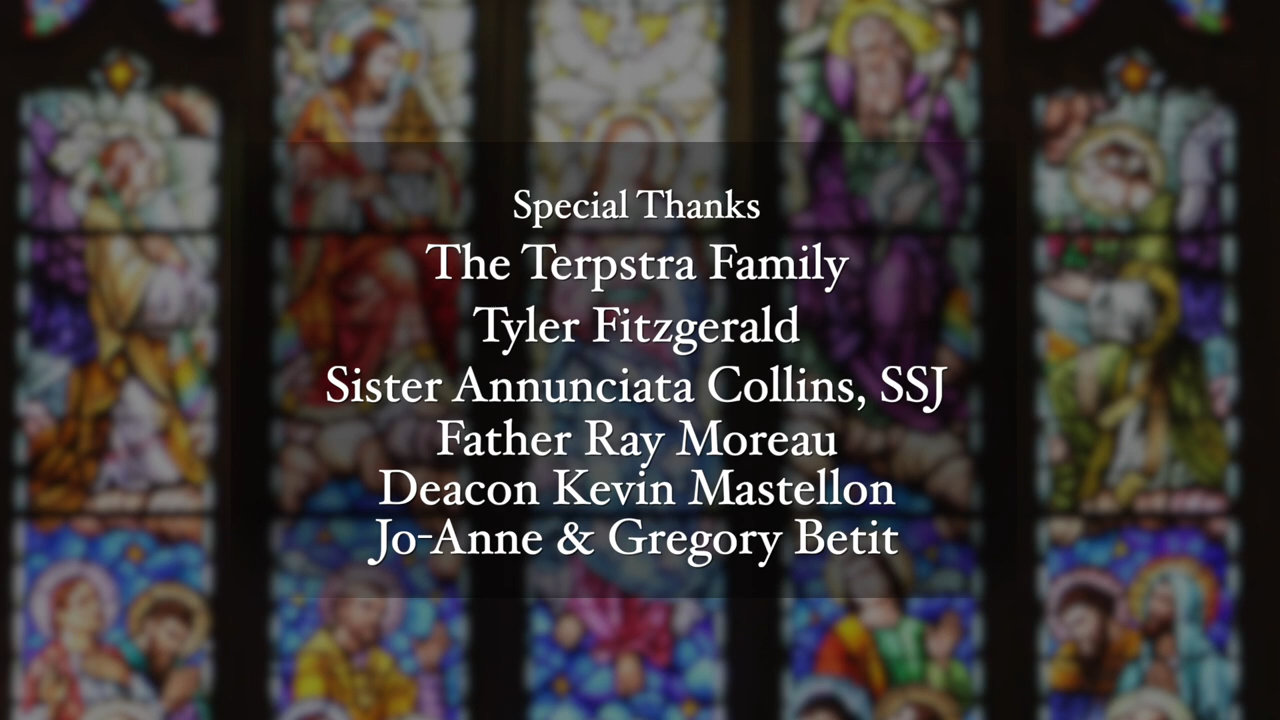 Special Thanks
The Terpstra Family
Tyler Fitzgerald
Sister Annunciata Collins, SSJ
Father Ray Moreau
Deacon Kevin Mastellon
Jo-Anne & Gregory Betit